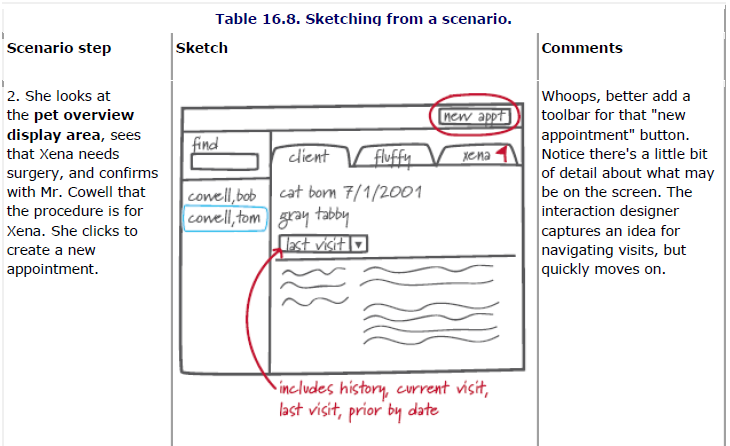 Table 16.8. Sketching from a scenario.
Scenario step
Sketch
Comments
2. She looks at
the pet overview
display area, sees
that Xena needs
surgery, and confirms
with Mr. Cowell that
the procedure is for
Xena. She clicks to
create a new
appointment.
new appt
find
client
fluffy
xena
cowell,bob
cowell,tom
cat born 7/1/2001
gray tabby
last visit
includes history, current visit,
last visit, prior by date
Whoops, better add a
toolbar for that "new
appointment" button.
Notice there's a little bit
of detail about what may
be on the screen. The
interaction designer
captures an idea for
navigating visits, but
quickly moves on.